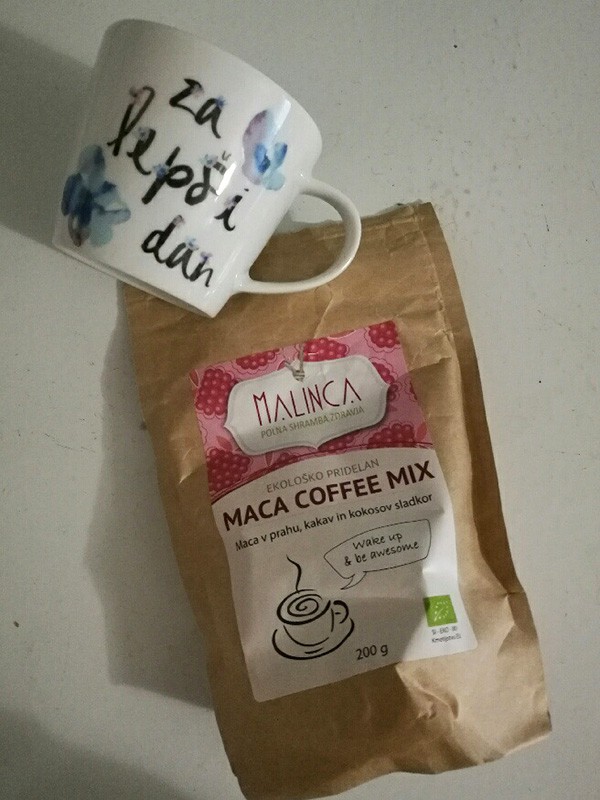 za
lepši
dan
MALINCA
POLNA SHRAMBA ZDRAVJA
EKOLOŠKO PRIDELAN
MACA COFFEE MIX
Maca v prahu, kakav in kokosov sladkor
Wake up
& be awesome
200 g